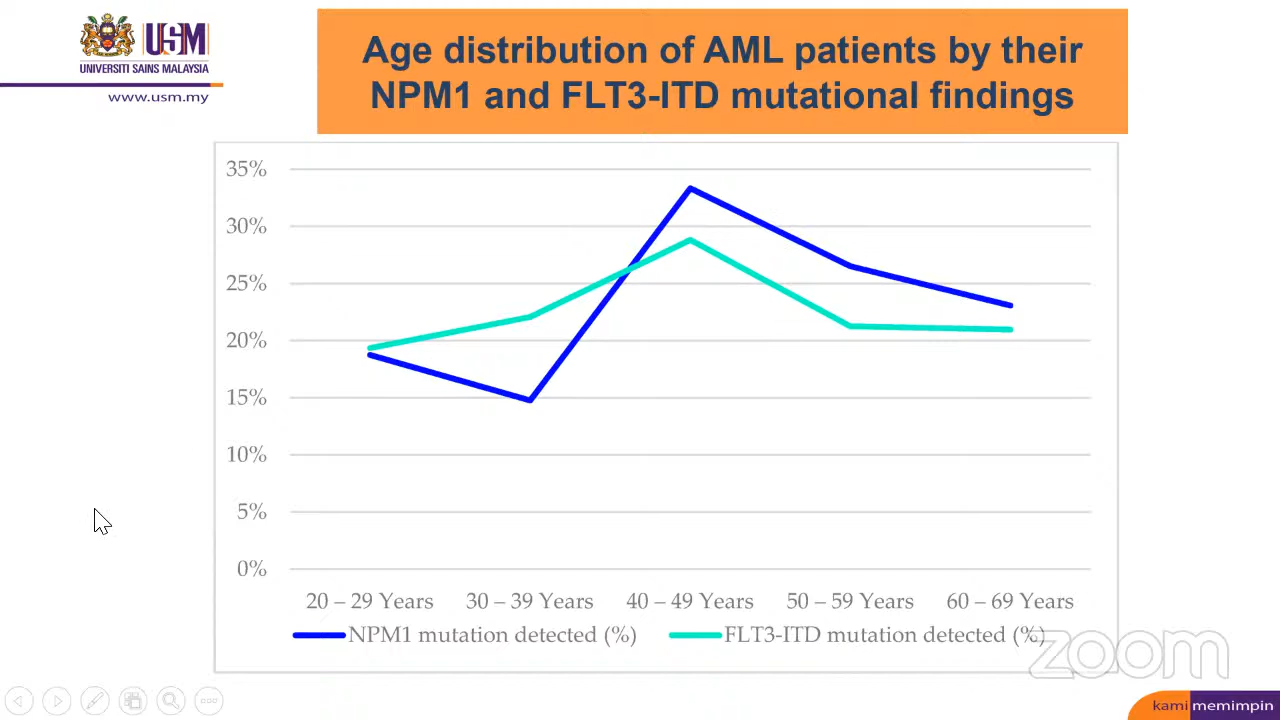 USM
UNIVERSITI SAINS MALAYSIA
www.usm.my
Age distribution of AML patients by their
NPM1 and FLT3-ITD mutational findings
35%
30%
25%
20%
15%
10%
5%
0%
20 – 29 Years 30 – 39 Years 40 – 49 Years 50 – 59 Years 60 – 69 Years
NPM1 mutation detected (%) FLT3-ITD mutation detected (%)
zoom
kami memimpin